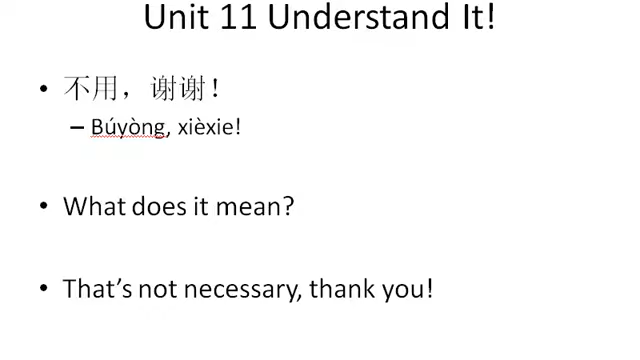 Unit 11 Understand It!
• 不用，谢谢！
– Búyòng, xièxie!
• What does it mean?
• That's not necessary, thank you!